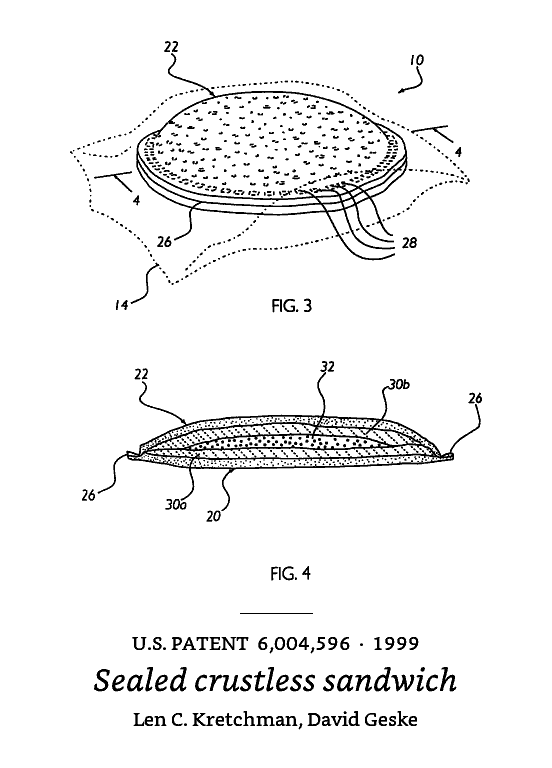 22
10
4
4
26
28
14
FIG. 3
32
22
30b
26
26
30a
20
FIG. 4
U.S. PATENT 6,004,596 · 1999
Sealed crustless sandwich
Len C. Kretchman, David Geske